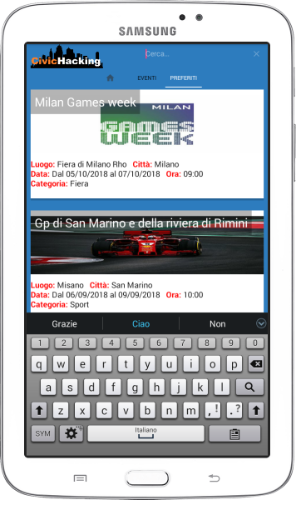 SAMSUNG
CivicHacking
Cerca...
EVENTI PREFERITI
Milan Games week
MILAN
GAMES
WEEK
Luogo: Fiera di Milano Rho Città: Milano
Data: Dal 05/10/2018 al 07/10/2018 Ora: 09:00
Categoria: Fiera
Gp di San Marino e della riviera di Rimini
Luogo: Misano Città: San Marino
Data: Dal 06/09/2018 al 09/09/2018 Ora: 10:00
Categoria: Sport
Grazie Ciao Non
1 2 3 4 5 6 7 8 9 0
q w e r t y u i o p
a s d f g h j k l
z x c v b n m , ! . ?
SYM Italiano